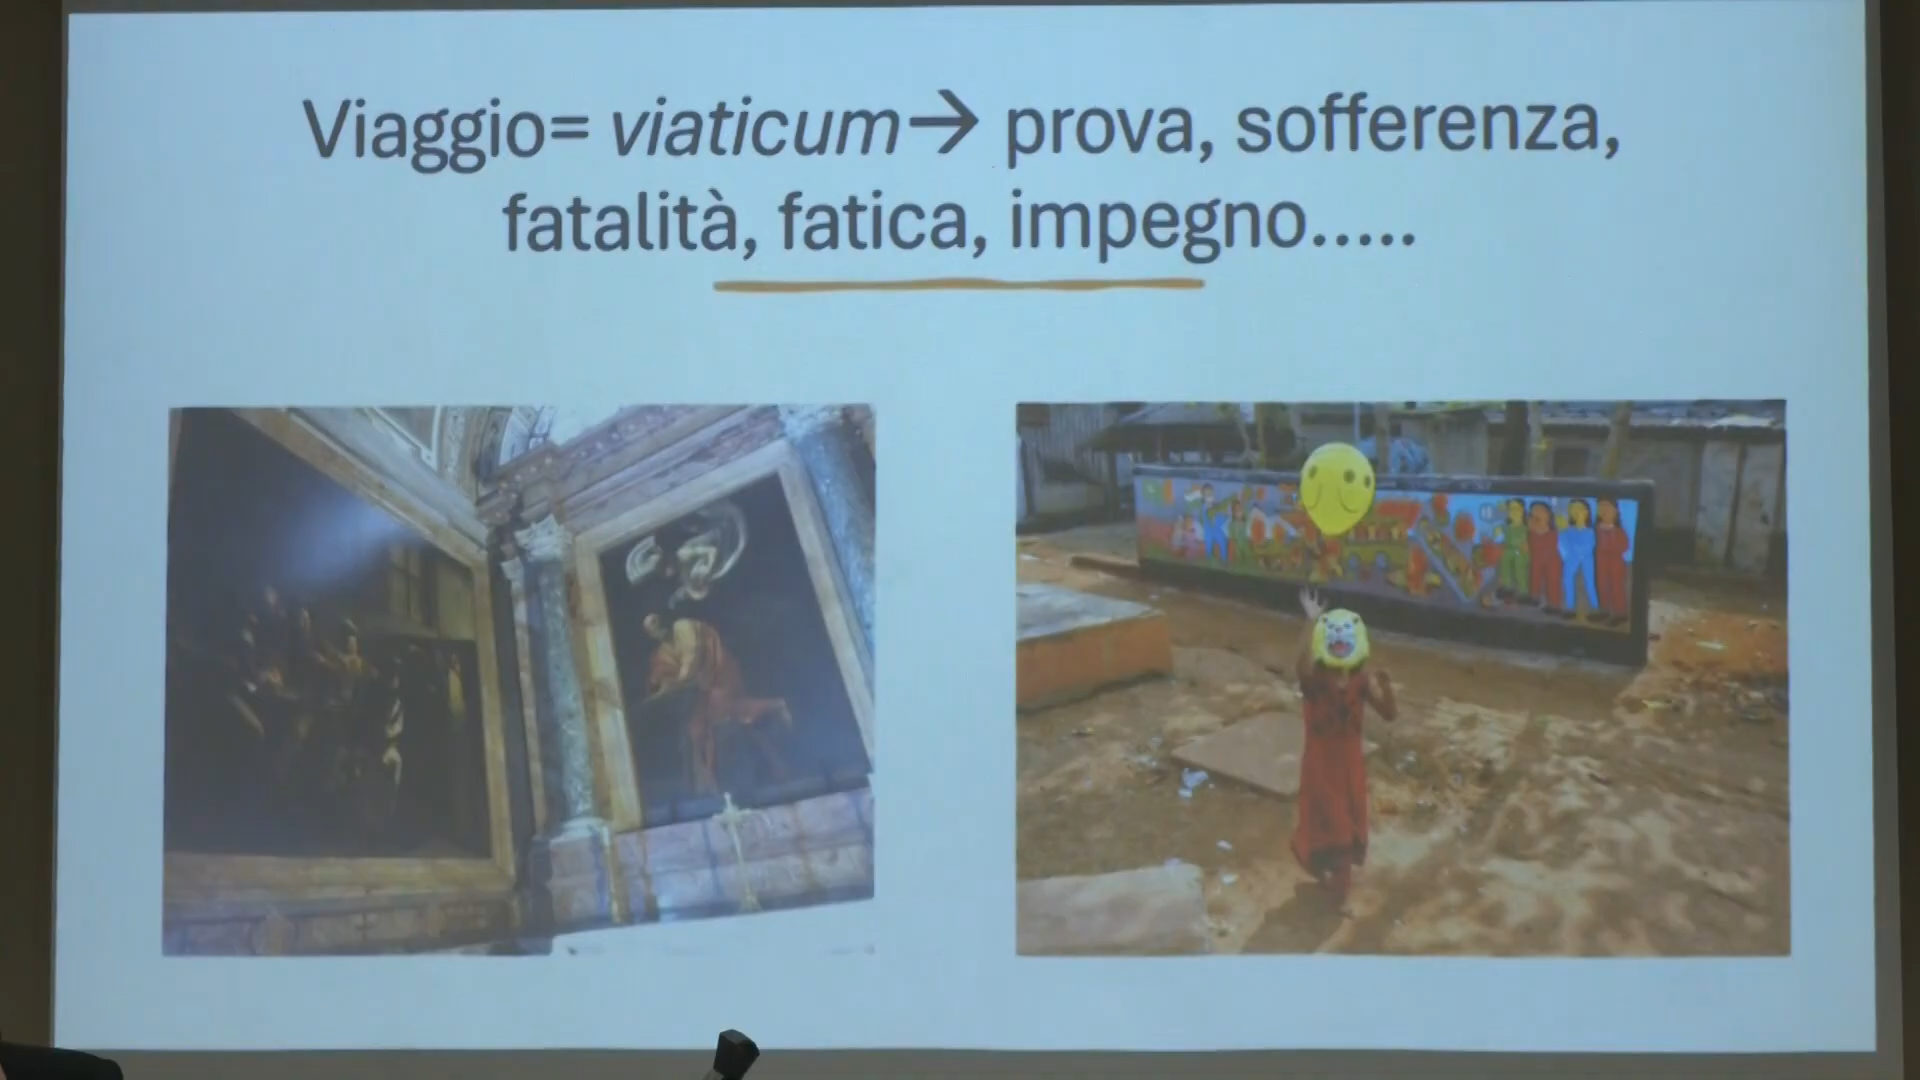 Viaggio= viaticum→ prova, sofferenza,
fatalità, fatica, impegno.....